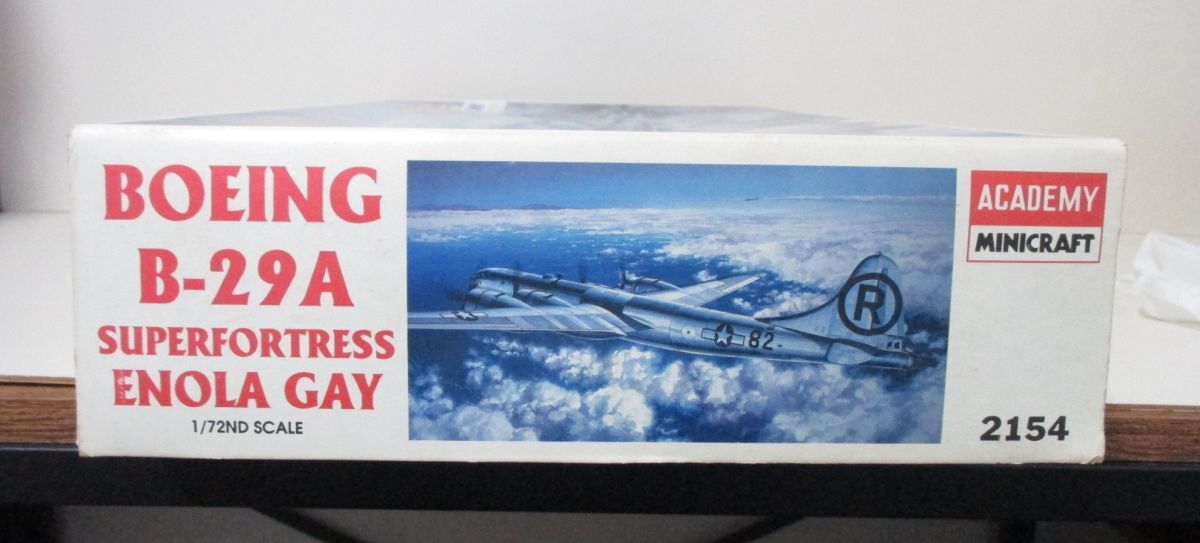 BOEING
B-29A
SUPERFORTRESS
ENOLA GAY
1/72ND SCALE
R
82
ACADEMY
MINICRAFT
2154